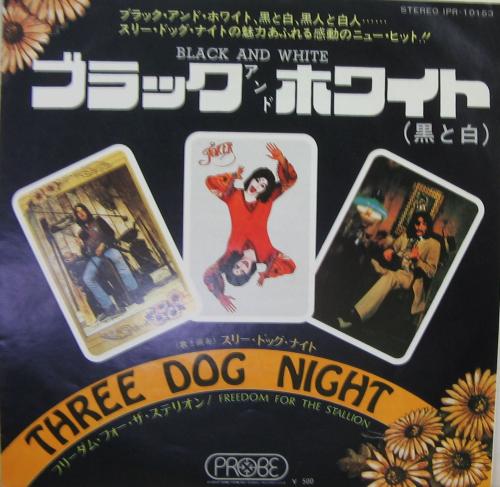 ブラック・アンド・ホワイト、黒と白、黒人と白人……
STEREO IPR-10153
スリー・ドッグ・ナイトの魅力あふれる感動のニュー・ヒット!!
BLACK AND WHITE
ブラックアンドホワイト
(黒と白)
JOKER
スリー・ドッグ・ナイト
THREE DOG NIGHT
フリーダム・フォー・ザ・ステリオン/FREEDOM FOR THE STALLION
PROBE
¥ 500